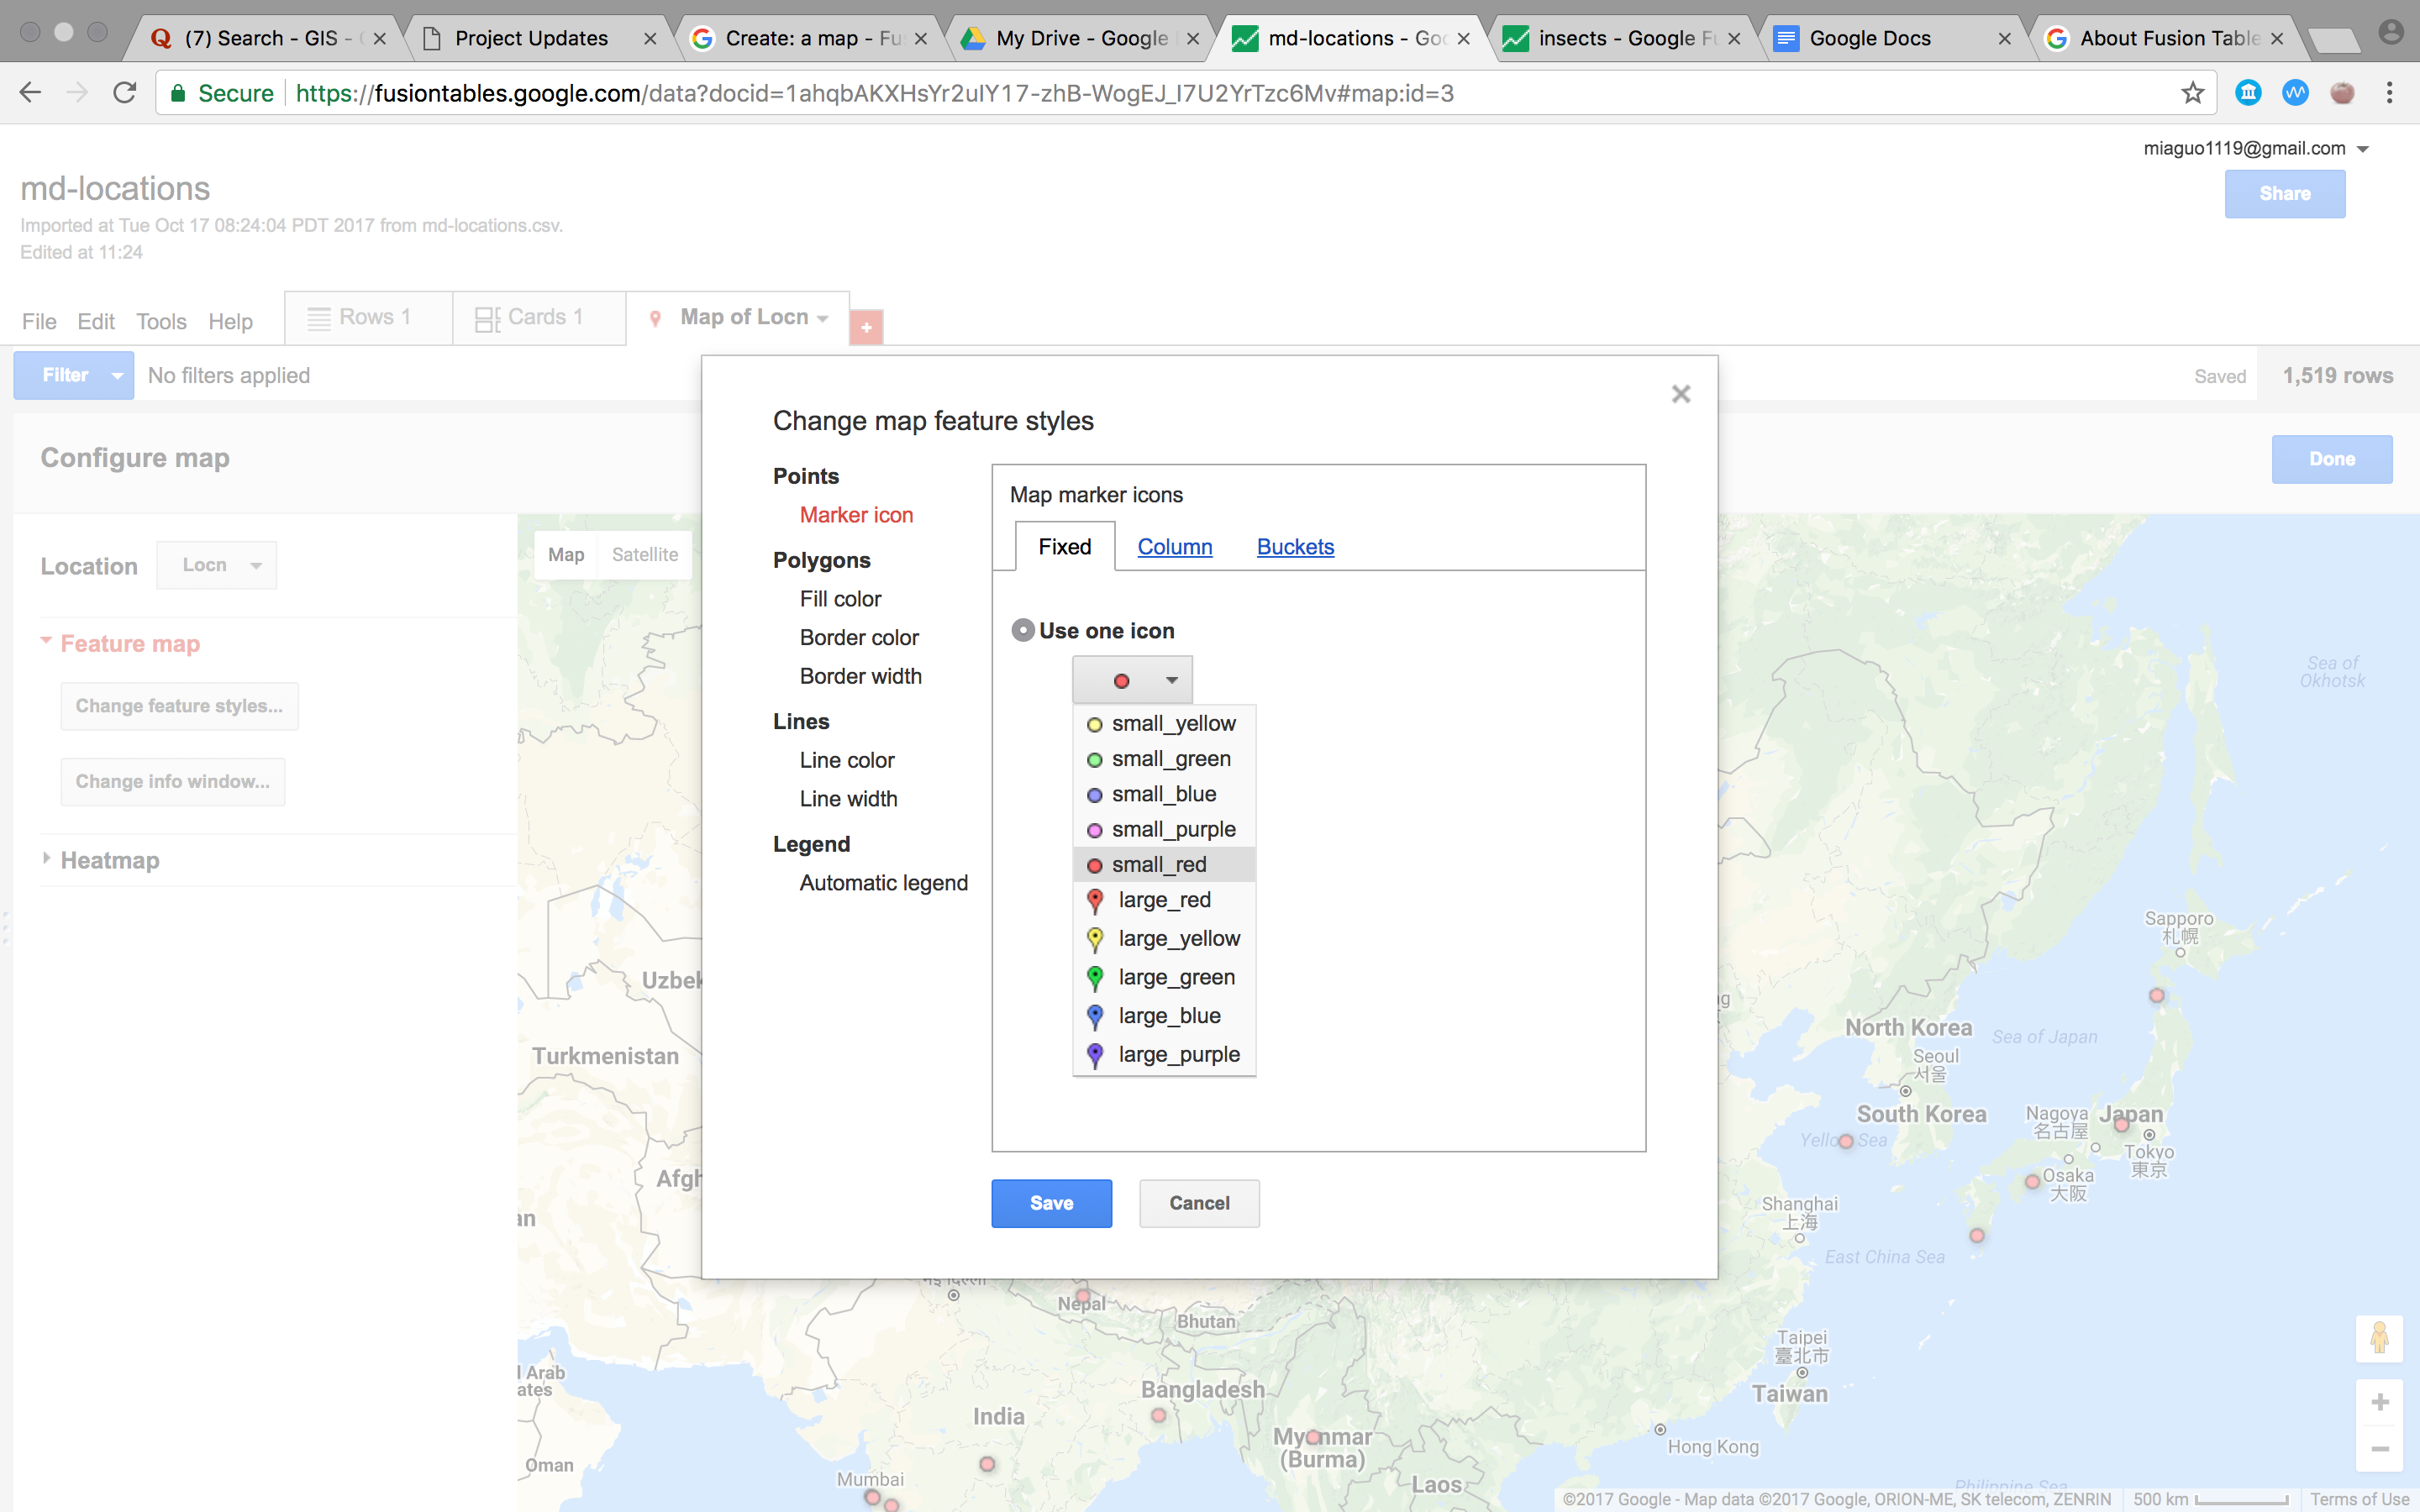 (7) Search - GIS -
Project Updates
Create: a map - Fu
My Drive - Google
md-locations - Goo
insects - Google Fu
Google Docs
About Fusion Table
Secure
https://fusiontables.google.com/data?docid=1ahqbAKXHsYr2uIY17-zhB-WogEJ_I7U2YrTzc6Mv#map:id=3
miaguo1119@gmail.com
md-locations
Share
Imported at Tue Oct 17 08:24:04 PDT 2017 from md-locations.csv.
Edited at 11:24
File Edit Tools Help
Rows 1
Cards 1
Map of Locn
Filter
No filters applied
Saved
1,519 rows
Configure map
Done
Location
Locn
Feature map
Change feature styles...
Change info window...
Heatmap
Map
Satellite
Change map feature styles
Points
Marker icon
Polygons
Fill color
Border color
Border width
Lines
Line color
Line width
Legend
Automatic legend
Map marker icons
Fixed
Column
Buckets
Use one icon
small_yellow
small_green
small_blue
small_purple
small_red
large_red
large_yellow
large_green
large_blue
large_purple
Save
Cancel
Sea of
Okhotsk
Sapporo
札幌
Uzbek
Turkmenistan
North Korea
Sea of Japan
Seoul
서울
South Korea
Nagoya
名古屋
Japan
Yellow Sea
Tokyo
東京
Osaka
大阪
Afgh
Shanghai
上海
East China Sea
Nepal
Bhutan
Taipei
臺北市
Taiwan
Arab
ates
Bangladesh
India
Myanmar
(Burma)
Hong Kong
Oman
Mumbai
Laos
Philippine Sea
©2017 Google - Map data ©2017 Google, ORION-ME, SK telecom, ZENRIN
500 km
Terms of Use